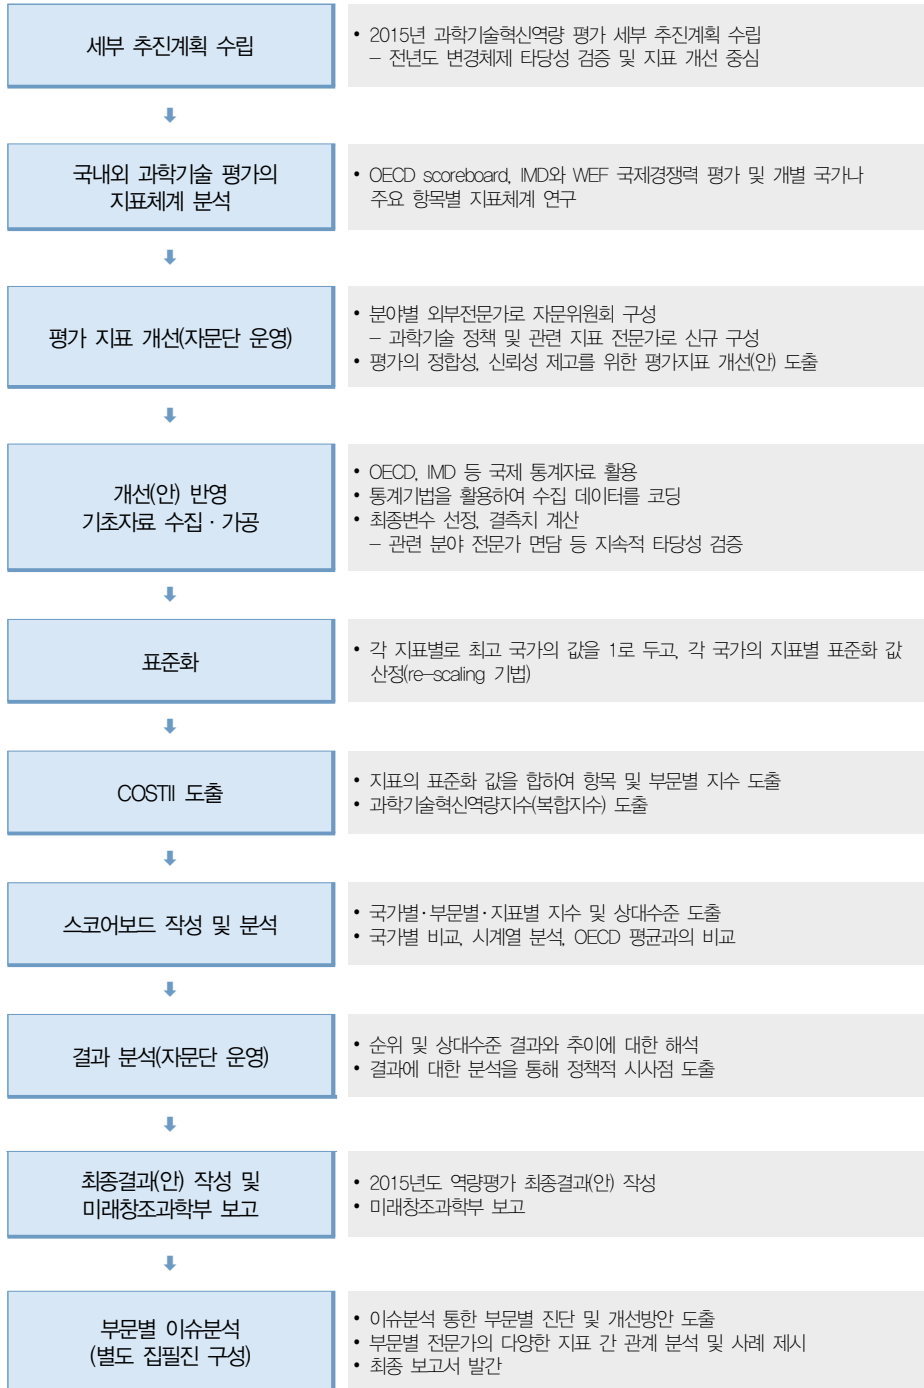 세부 추진계획 수립
• 2015년 과학기술혁신역량 평가 세부 추진계획 수립
– 전년도 변경체제 타당성 검증 및 지표 개선 중심
국내외 과학기술 평가의
지표체계 분석
• OECD scoreboard, IMD와 WEF 국제경쟁력 평가 및 개별 국가나
주요 항목별 지표체계 연구
평가 지표 개선(자문단 운영)
• 분야별 외부전문가로 자문위원회 구성
– 과학기술 정책 및 관련 지표 전문가로 신규 구성
• 평가의 정합성, 신뢰성 제고를 위한 평가지표 개선(안) 도출
개선(안) 반영
기초자료 수집 · 가공
• OECD, IMD 등 국제 통계자료 활용
• 통계기법을 활용하여 수집 데이터를 코딩
• 최종변수 선정, 결측치 계산
– 관련 분야 전문가 면담 등 지속적 타당성 검증
표준화
• 각 지표별로 최고 국가의 값을 1로 두고, 각 국가의 지표별 표준화 값
산정(re-scaling 기법)
COSTII 도출
• 지표의 표준화 값을 합하여 항목 및 부문별 지수 도출
• 과학기술혁신역량지수(복합지수) 도출
스코어보드 작성 및 분석
• 국가별·부문별·지표별 지수 및 상대수준 도출
• 국가별 비교, 시계열 분석, OECD 평균과의 비교
결과 분석(자문단 운영)
• 순위 및 상대수준 결과와 추이에 대한 해석
• 결과에 대한 분석을 통해 정책적 시사점 도출
최종결과(안) 작성 및
미래창조과학부 보고
• 2015년도 역량평가 최종결과(안) 작성
• 미래창조과학부 보고
부문별 이슈분석
(별도 집필진 구성)
• 이슈분석 통한 부문별 진단 및 개선방안 도출
• 부문별 전문가의 다양한 지표 간 관계 분석 및 사례 제시
• 최종 보고서 발간